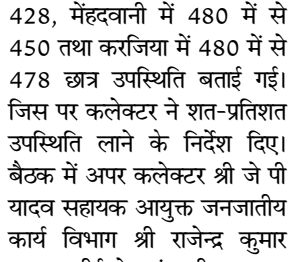 428, मेंहदवानी में 480 में से
450 तथा करजिया में 480 में से
478 छात्र उपस्थिति बताई गई।
जिस पर कलेक्टर ने शत-प्रतिशत
उपस्थिति लाने के निर्देश दिए।
बैठक में अपर कलेक्टर श्री जे पी
यादव सहायक आयुक्त जनजातीय
कार्य विभाग श्री राजेन्द्र कुमार